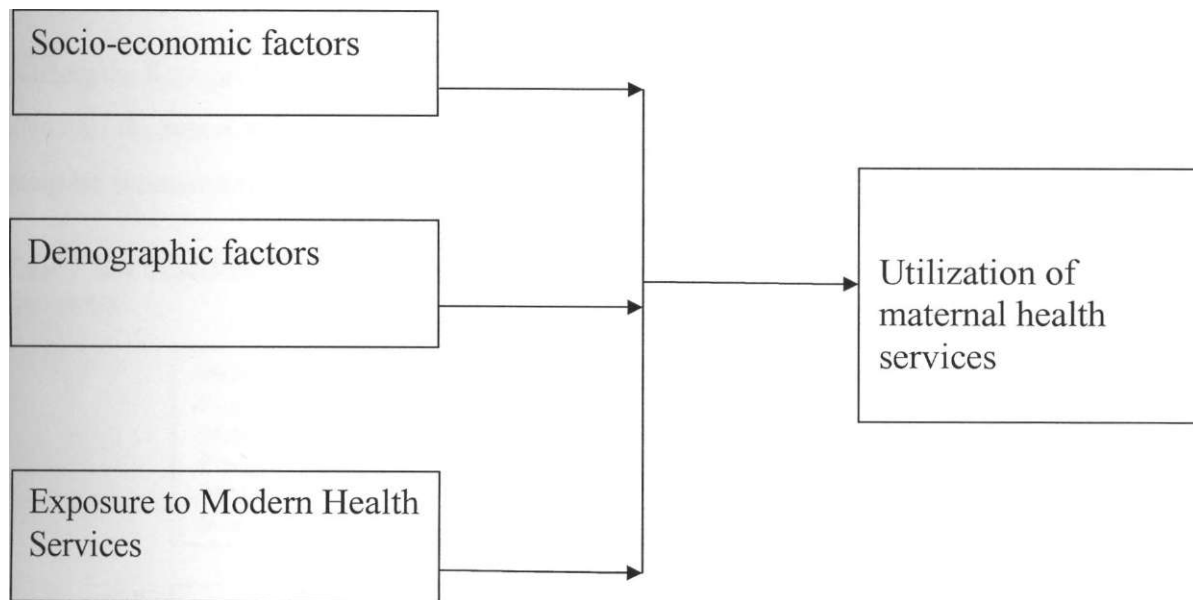 Socio-economic factors
Demographic factors
Utilization of
maternal health
services
Exposure to Modern Health
Services